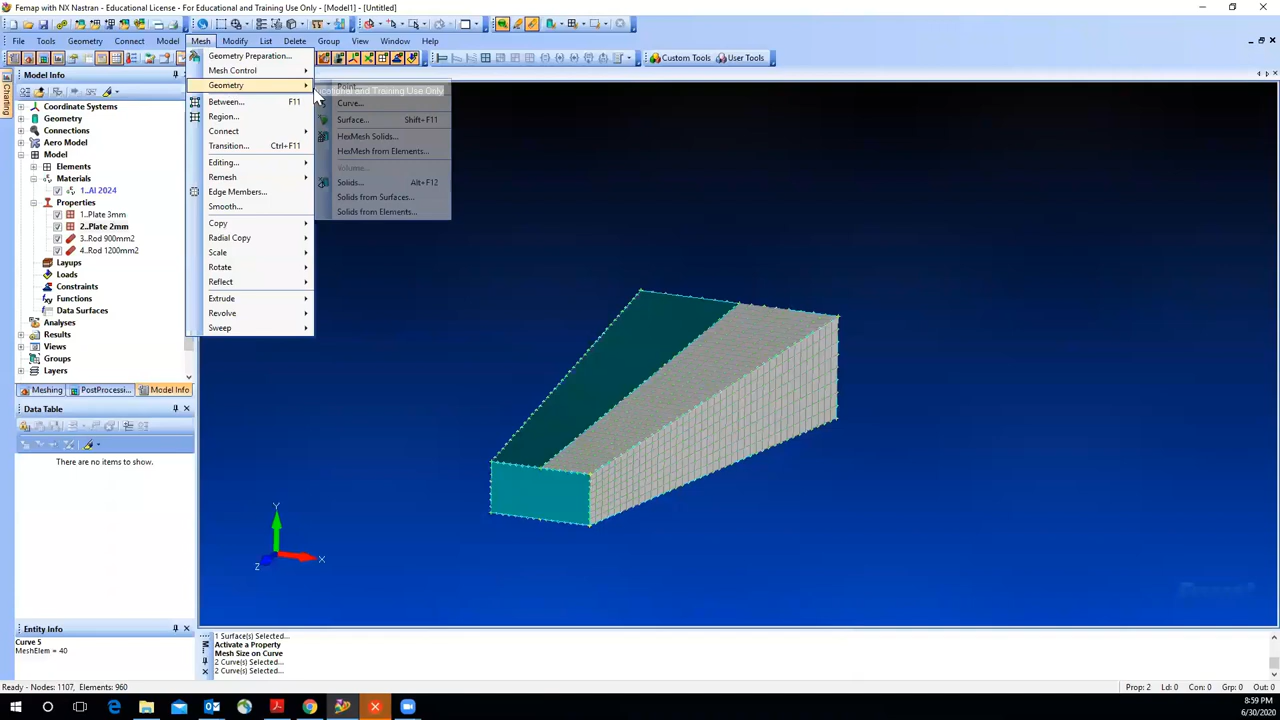 Femap with NX Nastran - Educational License - For Educational and Training Use Only - [Model1] - [Untitled]
File Tools Geometry Connect Model Mesh Modify List Delete Group View Window Help
Custom Tools User Tools
Charting
Model Info
Coordinate Systems
Geometry
Connections
Aero Model
Model
Elements
Materials
1..Al 2024
Properties
1..Plate 3mm
2..Plate 2mm
3..Rod 900mm2
4..Rod 1200mm2
Layups
Loads
Constraints
Functions
Data Surfaces
Analyses
Results
Views
Groups
Layers
Meshing PostProcessi... Model Info
Data Table
There are no items to show.
Entity Info
Curve 5
MeshElem = 40
Geometry Preparation...
Mesh Control
Geometry
Between... F11
Region...
Connect
Transition... Ctrl+F11
Editing...
Remesh
Edge Members...
Smooth...
Copy
Radial Copy
Scale
Rotate
Reflect
Extrude
Revolve
Sweep
Point...
ucational and Training Use Only
Curve...
Surface... Shift+F11
HexMesh Solids...
HexMesh from Elements...
Volume...
Solids... Alt+F12
Solids from Surfaces...
Solids from Elements...
Y
X
Z
1 Surface(s) Selected...
Activate a Property
Mesh Size on Curve
2 Curve(s) Selected...
2 Curve(s) Selected...
Ready - Nodes: 1107, Elements: 960
Prop: 2 Ld: 0 Con: 0 Grp: 0 Out: 0
8:59 PM
6/30/2020